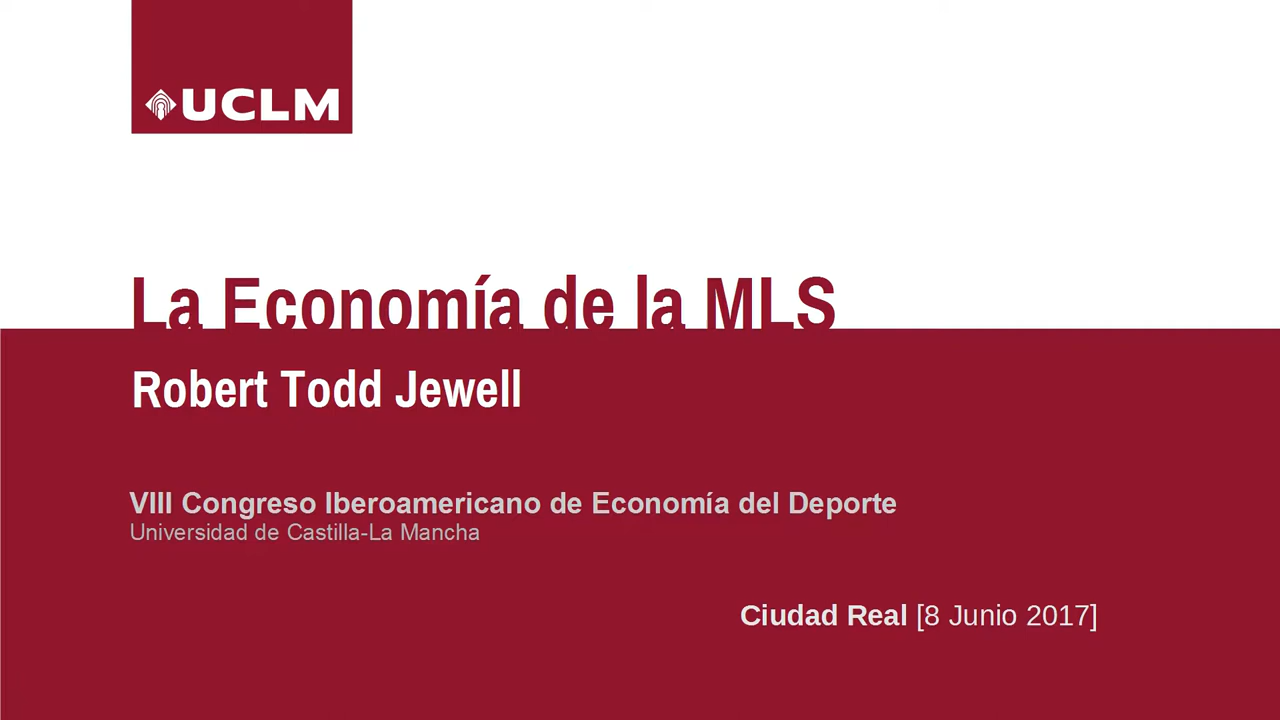 UCLM
La Economía de la MLS
Robert Todd Jewell
VIII Congreso Iberoamericano de Economía del Deporte
Universidad de Castilla-La Mancha
Ciudad Real [8 Junio 2017]